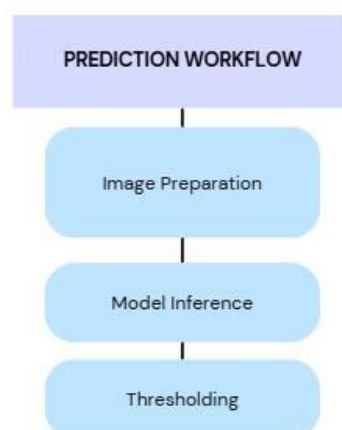 PREDICTION WORKFLOW
Image Preparation
Model Inference
Thresholding